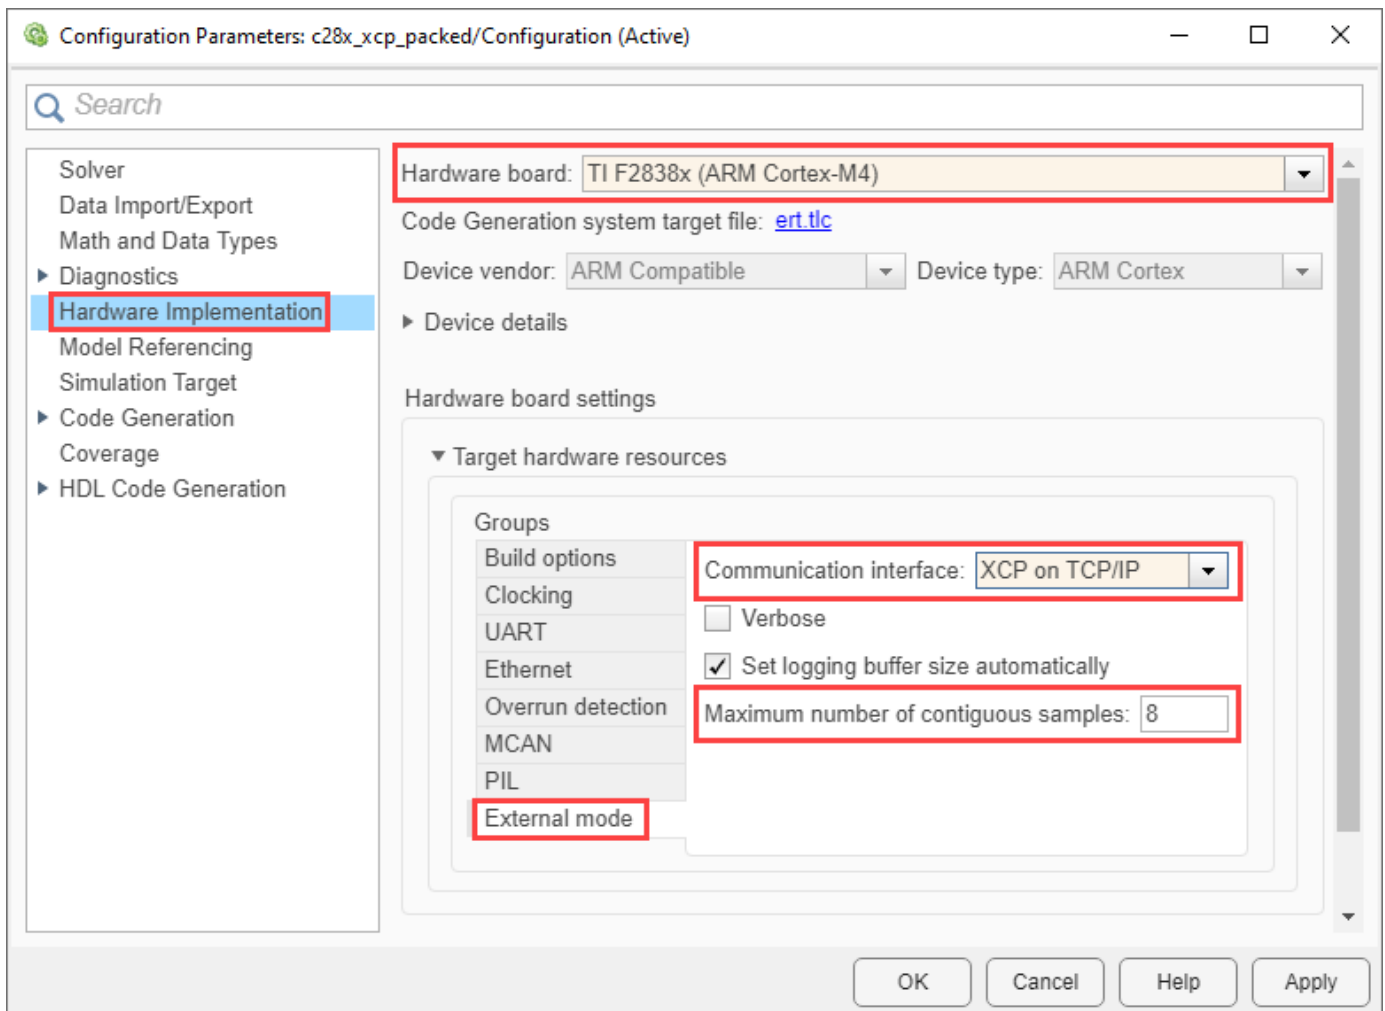 Configuration Parameters: c28x_xcp_packed/Configuration (Active)
Search
Solver
Data Import/Export
Math and Data Types
Diagnostics
Hardware Implementation
Model Referencing
Simulation Target
Code Generation
Coverage
HDL Code Generation
Hardware board: TI F2838x (ARM Cortex-M4)
Code Generation system target file: ert.tlc
Device vendor: ARM Compatible Device type: ARM Cortex
Device details
Hardware board settings
Target hardware resources
Groups
Build options
Clocking
UART
Ethernet
Overrun detection
MCAN
PIL
External mode
Communication interface: XCP on TCP/IP
Verbose
Set logging buffer size automatically
Maximum number of contiguous samples: 8
OK Cancel Help Apply